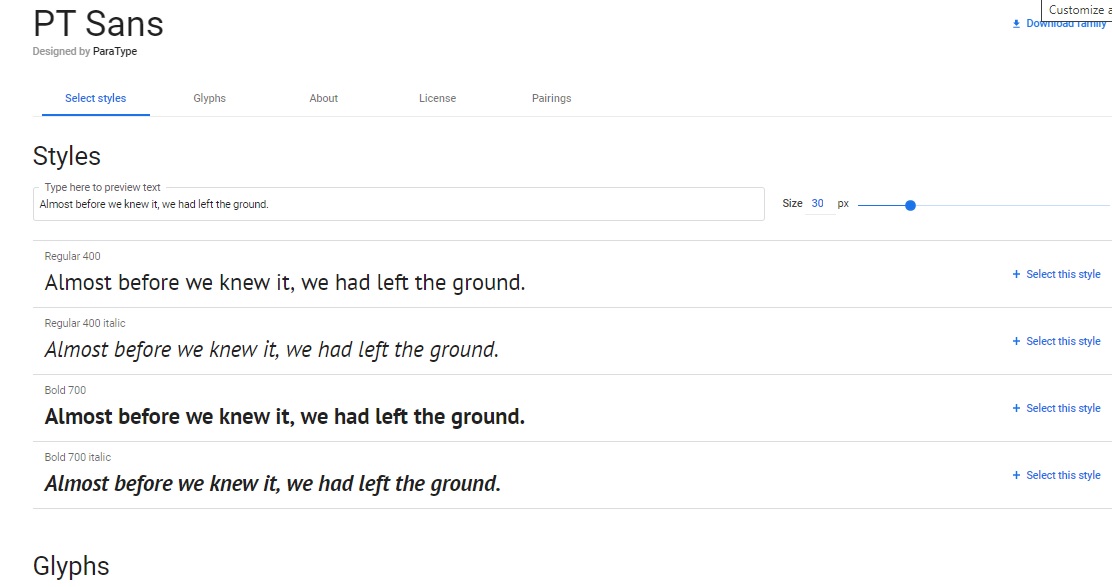 PT Sans
Customize a
Download family
Designed by ParaType
Select styles Glyphs About License Pairings
Styles
Type here to preview text
Almost before we knew it, we had left the ground.
Size 30 px
Regular 400
Almost before we knew it, we had left the ground.
+ Select this style
Regular 400 italic
Almost before we knew it, we had left the ground.
+ Select this style
Bold 700
Almost before we knew it, we had left the ground.
+ Select this style
Bold 700 italic
Almost before we knew it, we had left the ground.
+ Select this style
Glyphs